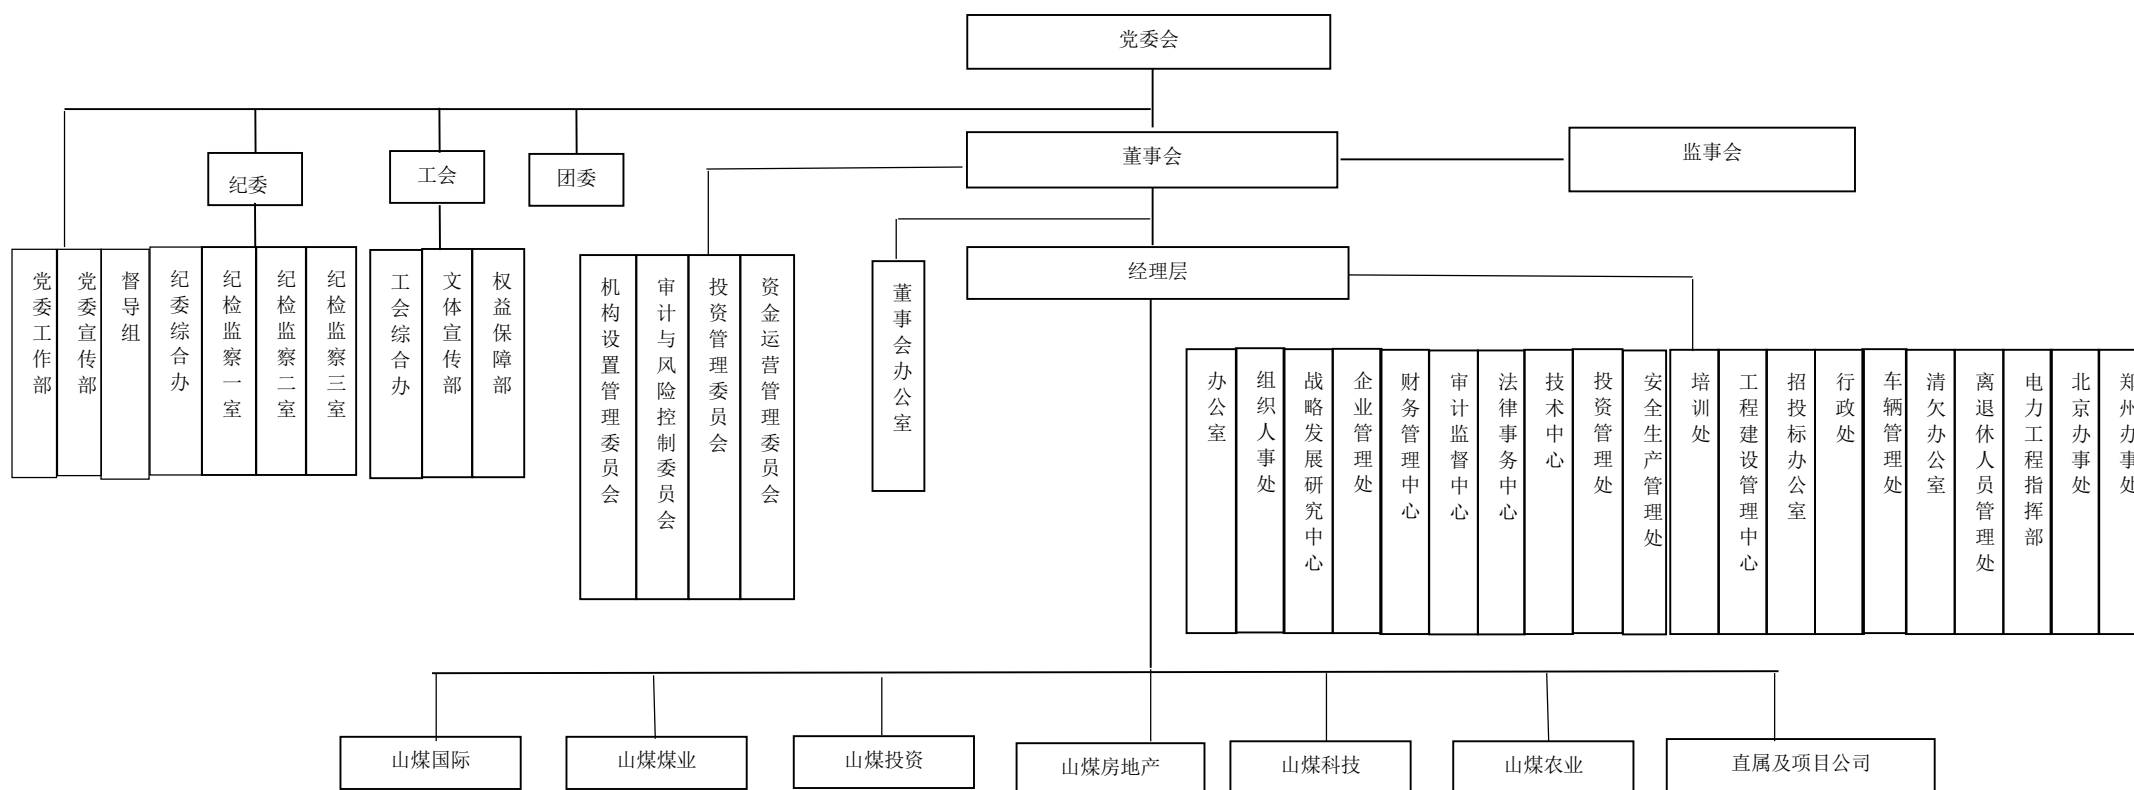 党委会
董事会
监事会
纪委
工会
团委
经理层
党委工作部
党委宣传部
督导组
纪委综合办
纪检监察一室
纪检监察二室
纪检监察三室
工会综合办
文体宣传部
权益保障部
机构设置管理委员会
审计与风险控制委员会
投资管理委员会
资金运营管理委员会
董事会办公室
办公室
组织人事处
战略发展研究中心
企业管理处
财务管理中心
审计监督中心
法律事务中心
技术中心
投资管理处
安全生产管理处
培训处
工程建设管理中心
招投标办公室
行政处
车辆管理处
清欠办公室
离退休人员管理处
电力工程指挥部
北京办事处
郑州办事处
山煤国际
山煤煤业
山煤投资
山煤房地产
山煤科技
山煤农业
直属及项目公司